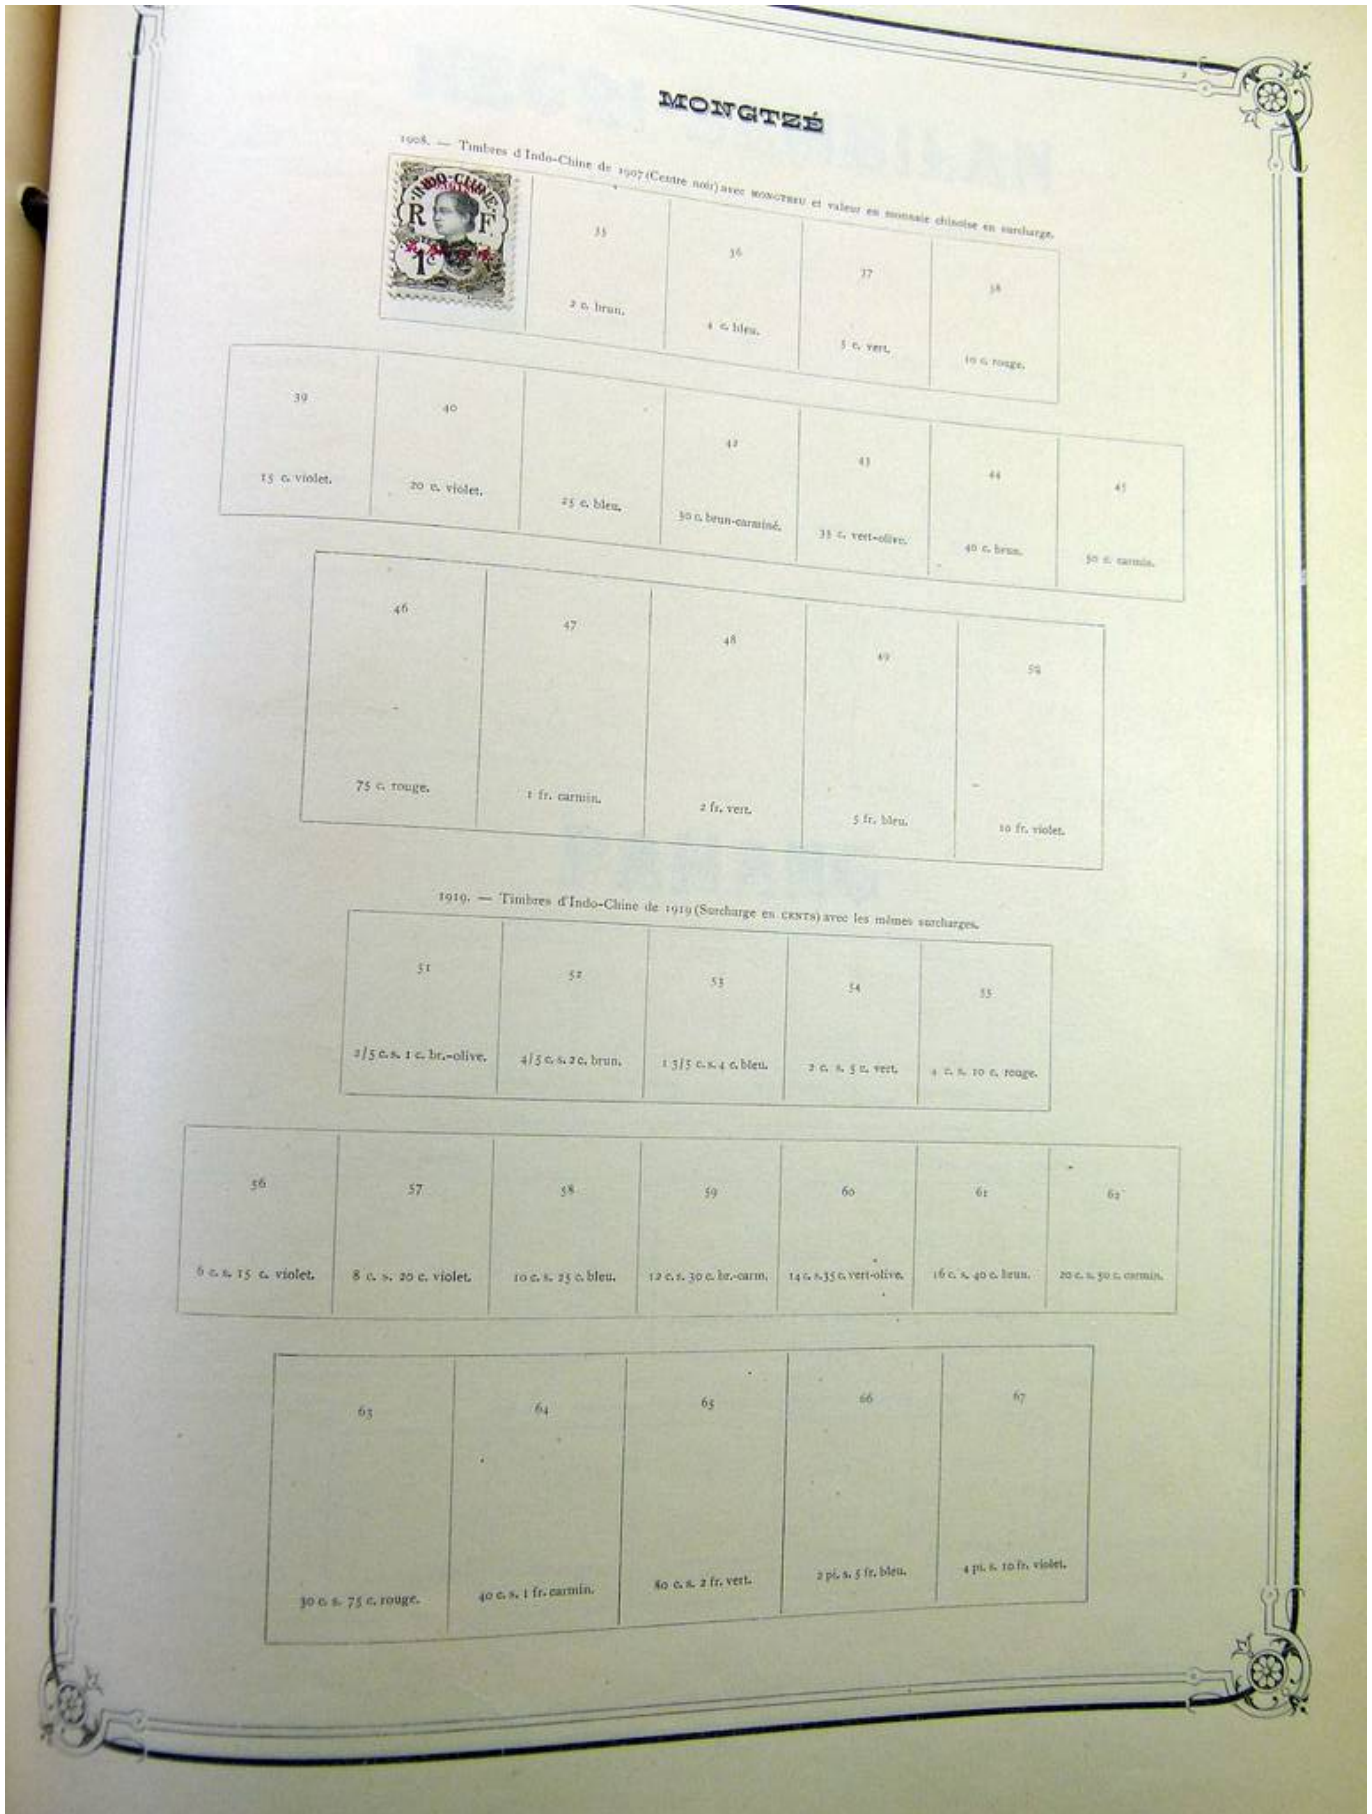 MONGTZÉ
1908. — Timbres d'Indo-Chine de 1907 (Centre noir) avec MONGTSEU et valeur en monnaie chinoise en surcharge.
INDO-CHINE
R F
1c
35 36 37 38
2 c. brun. 4 c. bleu. 5 c. vert. 10 c. rouge.
39 40 42 43 44 45
15 c. violet. 20 c. violet. 25 c. bleu. 30 c. brun-carminé. 35 c. vert-olive. 40 c. brun. 50 c. carmin.
46 47 48 49 50
75 c. rouge. 1 fr. carmin. 2 fr. vert. 5 fr. bleu. 10 fr. violet.
1919. — Timbres d'Indo-Chine de 1919 (Surcharge en CENTS) avec les mêmes surcharges.
51 52 53 54 55
2/5 c. s. 1 c. br.-olive. 4/5 c. s. 2 c. brun. 1 3/5 c. s. 4 c. bleu. 2 c. s. 5 c. vert. 4 c. s. 10 c. rouge.
56 57 58 59 60 61 62
6 c. s. 15 c. violet. 8 c. s. 20 c. violet. 10 c. s. 25 c. bleu. 12 c. s. 30 c. br.-carm. 14 c. s. 35 c. vert-olive. 16 c. s. 40 c. brun. 20 c. s. 50 c. carmin.
63 64 65 66 67
30 c. s. 75 c. rouge. 40 c. s. 1 fr. carmin. 80 c. s. 2 fr. vert. 2 pi. s. 5 fr. bleu. 4 pi. s. 10 fr. violet.